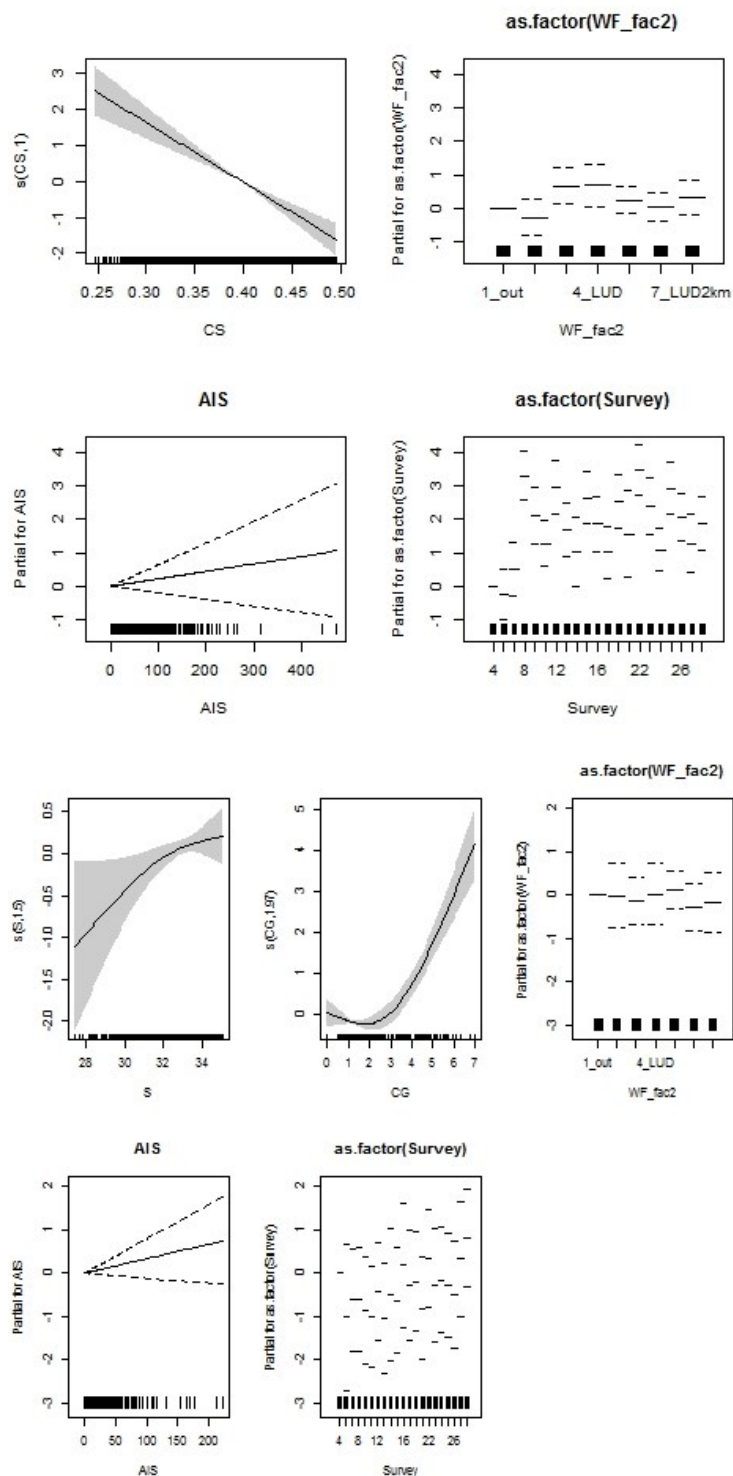 as.factor(WF_fac2)
s(CS,1)
-2 -1 0 1 2 3
0.25 0.30 0.35 0.40 0.45 0.50
CS
Partial for as.factor(WF_fac2)
-1 0 1 2 3 4
1_out 4_LUD 7_LUD2km
WF_fac2
AIS
Partial for AIS
-1 0 1 2 3 4
0 100 200 300 400
AIS
as.factor(Survey)
Partial for as.factor(Survey)
-1 0 1 2 3 4
4 8 12 16 22 26
Survey
s(S,1.5)
-2.0 -1.5 -1.0 -0.5 0.0 0.5
28 30 32 34
S
s(CG,1.97)
0 1 2 3 4 5
0 1 2 3 4 5 6 7
CG
as.factor(WF_fac2)
Partial for as.factor(WF_fac2)
-3 -2 -1 0 1 2
1_out 4_LUD
WF_fac2
AIS
Partial for AIS
-3 -2 -1 0 1 2
0 50 100 150 200
AIS
as.factor(Survey)
Partial for as.factor(Survey)
-3 -2 -1 0 1 2
4 8 12 16 22 26
Survey